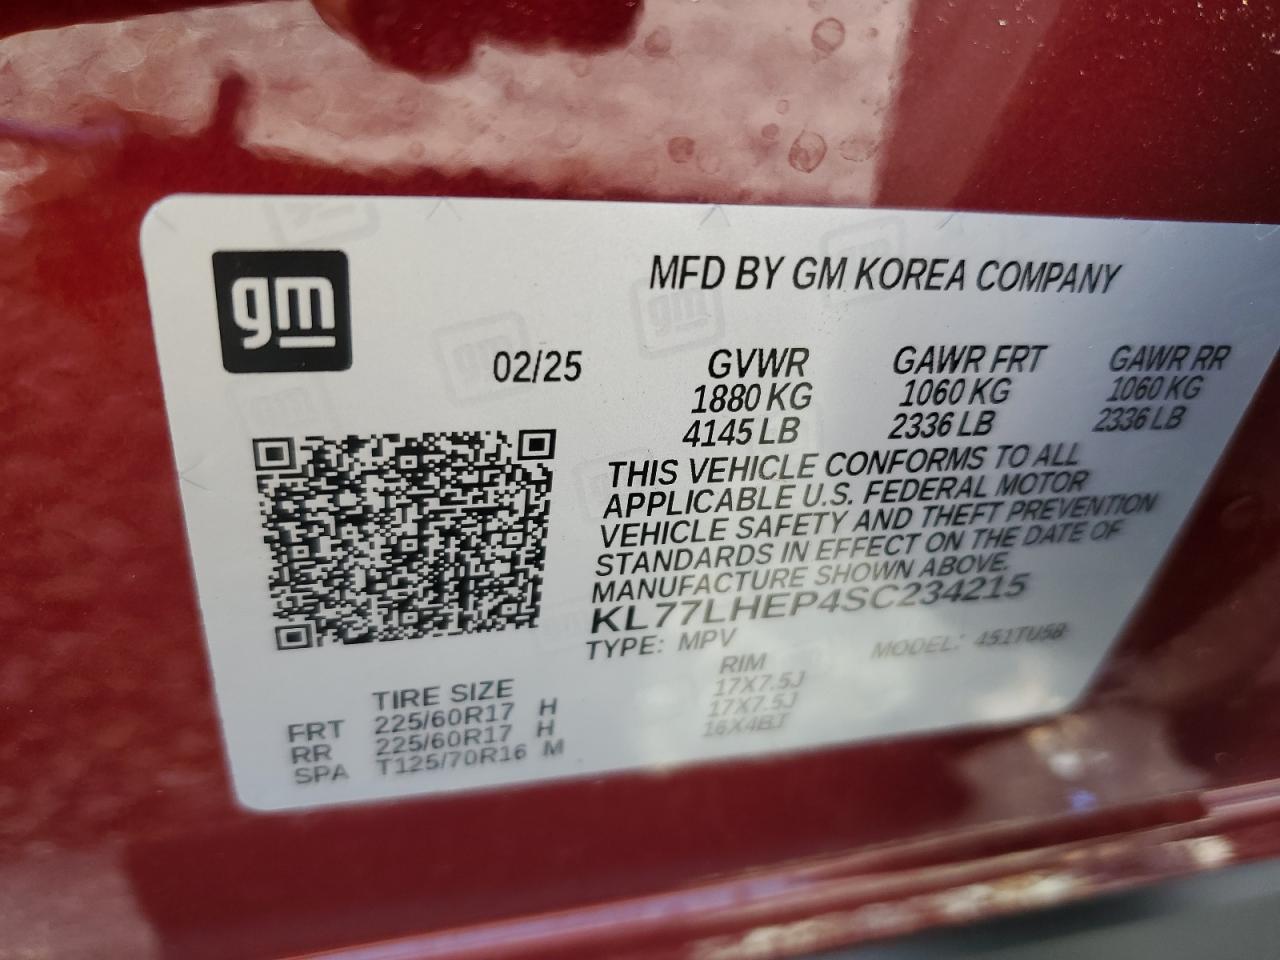 gm
MFD BY GM KOREA COMPANY
02/25 GVWR GAWR FRT GAWR RR
1880 KG 1060 KG 1060 KG
4145 LB 2336 LB 2336 LB
THIS VEHICLE CONFORMS TO ALL
APPLICABLE U.S. FEDERAL MOTOR
VEHICLE SAFETY AND THEFT PREVENTION
STANDARDS IN EFFECT ON THE DATE OF
MANUFACTURE SHOWN ABOVE.
KL77LHEP4SC234215
TYPE: MPV MODEL: 451TU58
TIRE SIZE RIM
FRT 225/60R17 H 17X7.5J
RR 225/60R17 H 17X7.5J
SPA T125/70R16 M 16X4BJ